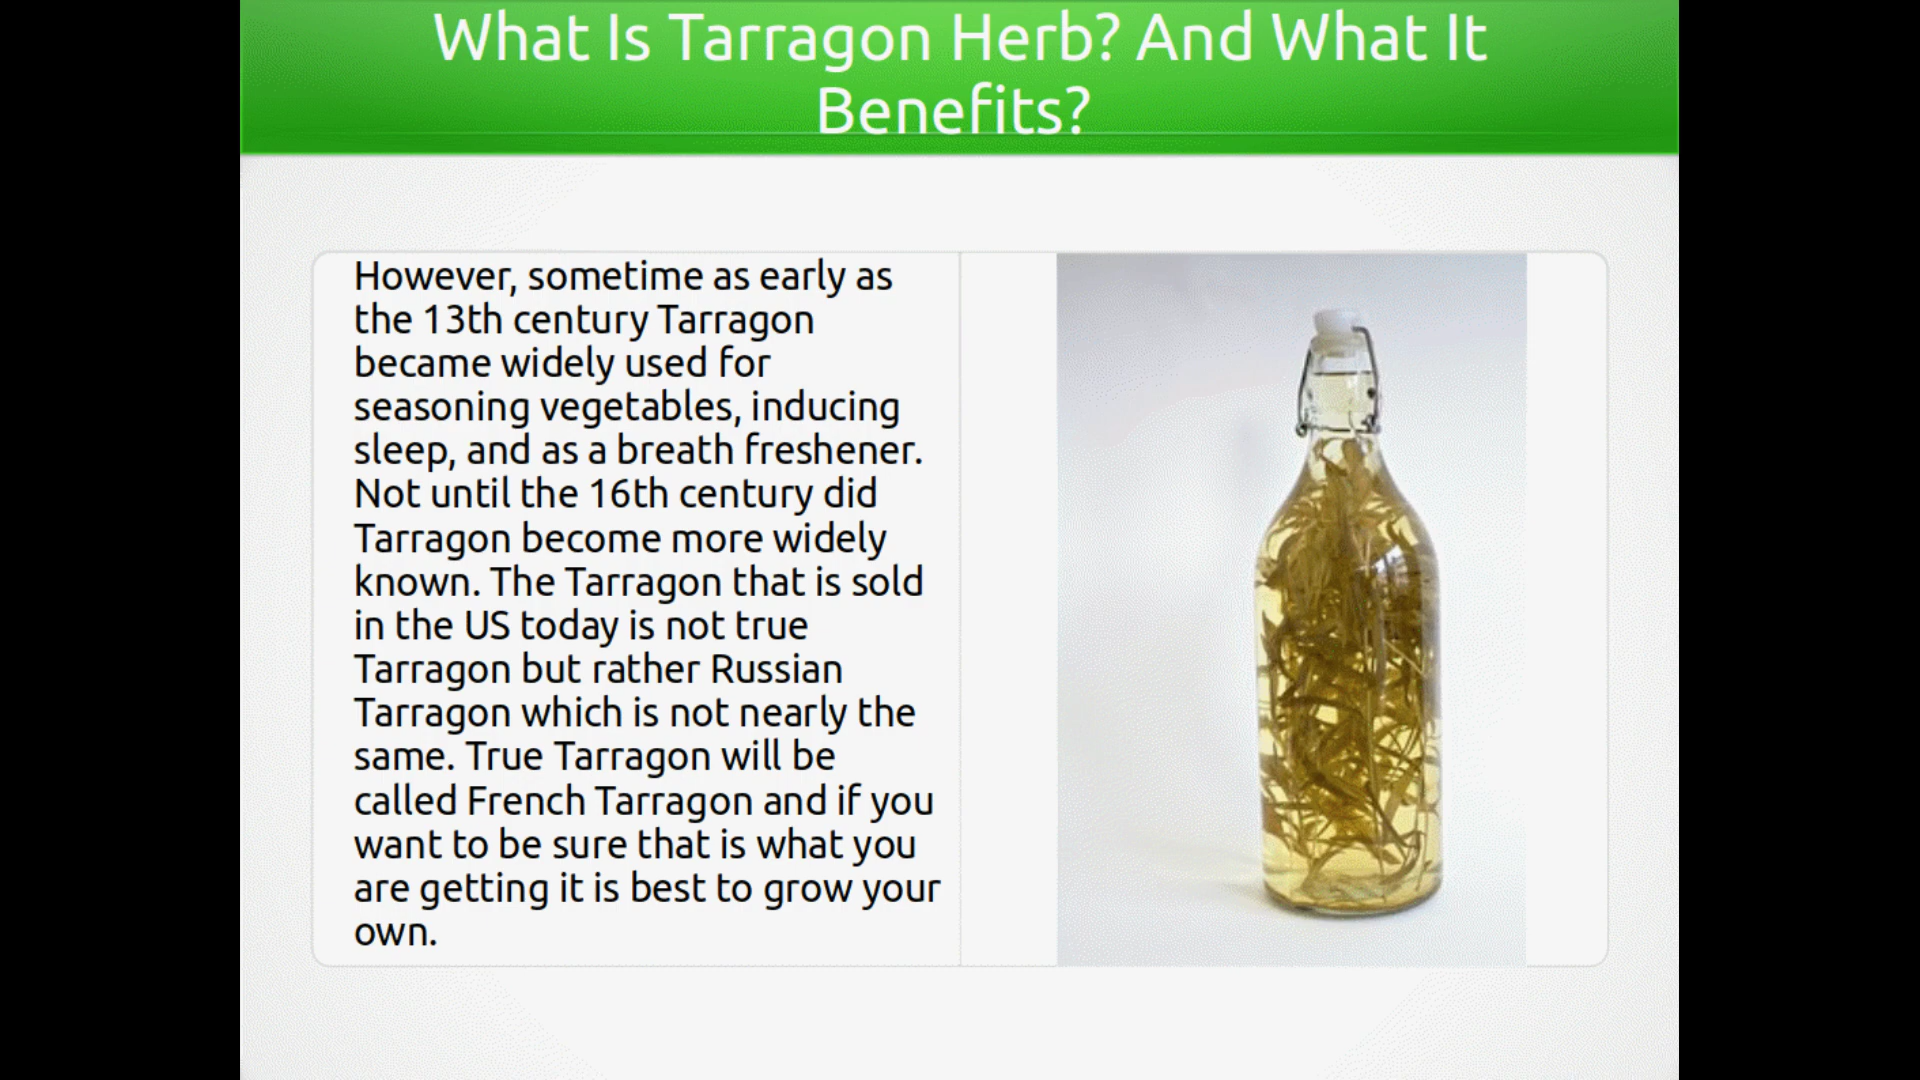 What Is Tarragon Herb? And What It
Benefits?
However, sometime as early as
the 13th century Tarragon
became widely used for
seasoning vegetables, inducing
sleep, and as a breath freshener.
Not until the 16th century did
Tarragon become more widely
known. The Tarragon that is sold
in the US today is not true
Tarragon but rather Russian
Tarragon which is not nearly the
same. True Tarragon will be
called French Tarragon and if you
want to be sure that is what you
are getting it is best to grow your
own.